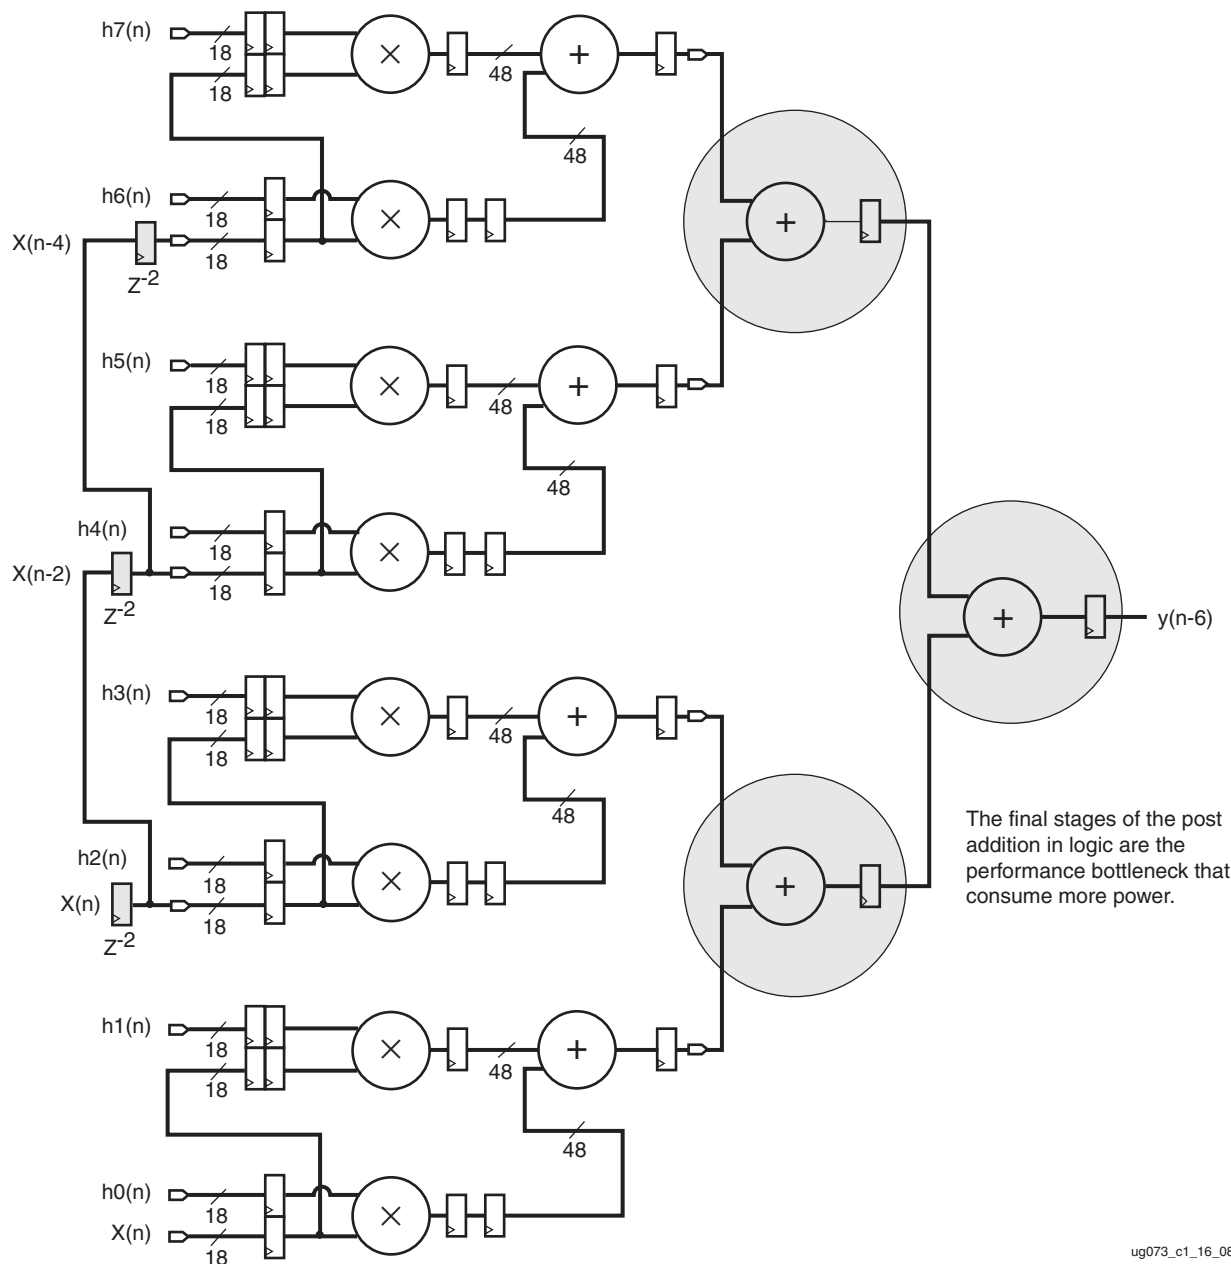 h7(n)
18
18
48
48
h6(n)
18
X(n-4)
18
Z-2
h5(n)
18
18
48
48
h4(n)
18
X(n-2)
18
Z-2
y(n-6)
h3(n)
18
18
48
48
h2(n)
18
X(n)
18
Z-2
The final stages of the post
addition in logic are the
performance bottleneck that
consume more power.
h1(n)
18
18
48
48
h0(n)
18
X(n)
18
ug073_c1_16_08